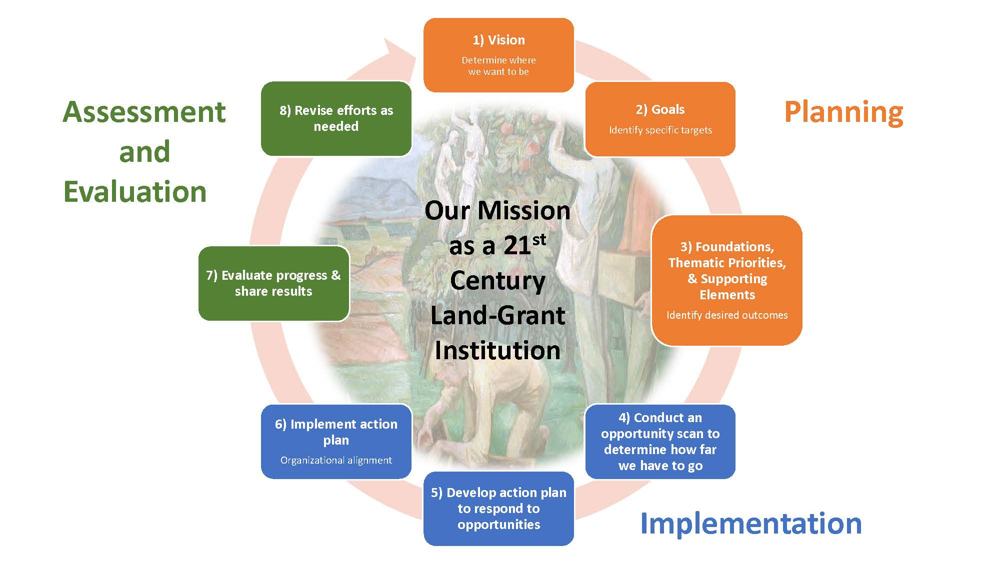 1) Vision
Determine where
we want to be
2) Goals
Identify specific targets
Planning
3) Foundations,
Thematic Priorities,
& Supporting
Elements
Identify desired outcomes
4) Conduct an
opportunity scan to
determine how far
we have to go
Implementation
5) Develop action plan
to respond to
opportunities
6) Implement action
plan
Organizational alignment
7) Evaluate progress &
share results
8) Revise efforts as
needed
Assessment
and
Evaluation
Our Mission
as a 21st
Century
Land-Grant
Institution